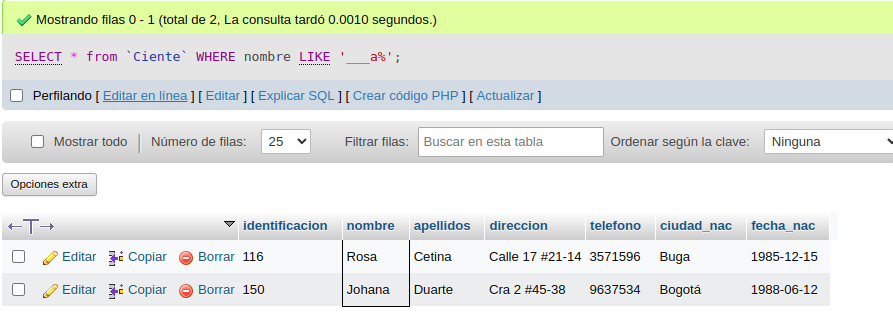 Mostrando filas 0 - 1 (total de 2, La consulta tardó 0.0010 segundos.)
SELECT * from `Ciente` WHERE nombre LIKE '___a%';
Perfilando [ Editar en línea ] [ Editar ] [ Explicar SQL ] [ Crear código PHP ] [ Actualizar ]
Mostrar todo Número de filas: 25 Filtrar filas: Buscar en esta tabla Ordenar según la clave: Ninguna
Opciones extra
identificacion nombre apellidos direccion telefono ciudad_nac fecha_nac
Editar Copiar Borrar 116 Rosa Cetina Calle 17 #21-14 3571596 Buga 1985-12-15
Editar Copiar Borrar 150 Johana Duarte Cra 2 #45-38 9637534 Bogotá 1988-06-12